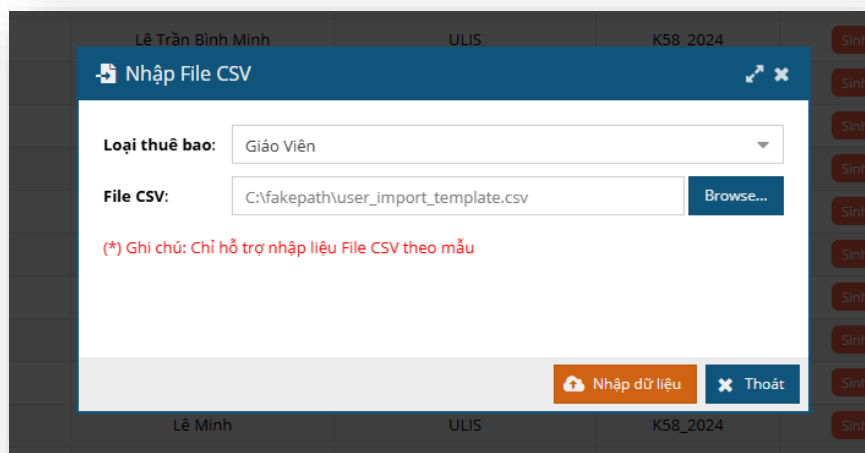 Lê Trần Bình Minh ULIS K58_2024
Nhập File CSV
Loại thuê bao: Giáo Viên
File CSV: C:\fakepath\user_import_template.csv Browse...
(*) Ghi chú: Chỉ hỗ trợ nhập liệu File CSV theo mẫu
Nhập dữ liệu Thoát
Lê Minh ULIS K58_2024